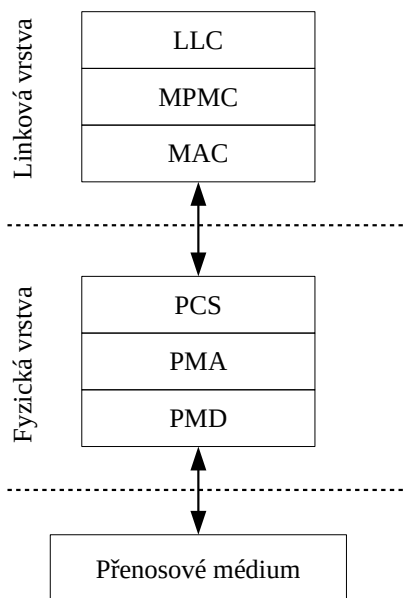 Linková vrstva
LLC
MPMC
MAC
Fyzická vrstva
PCS
PMA
PMD
Přenosové médium